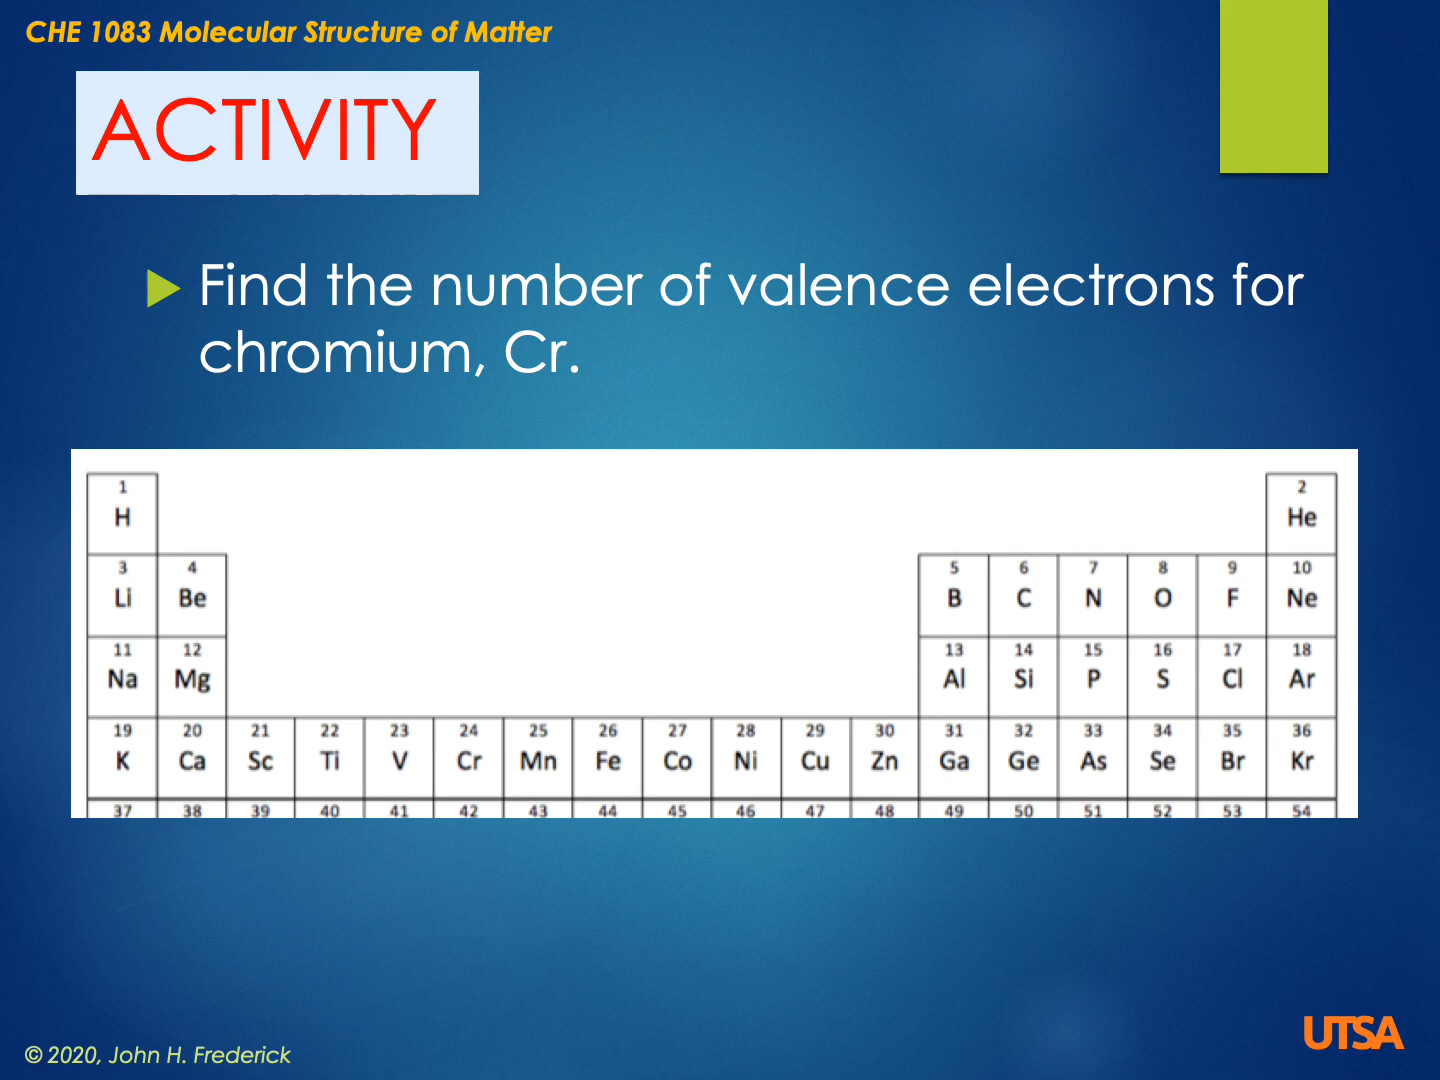 CHE 1083 Molecular Structure of Matter
ACTIVITY
Find the number of valence electrons for
chromium, Cr.
1 2
H He
3 4 5 6 7 8 9 10
Li Be B C N O F Ne
11 12 13 14 15 16 17 18
Na Mg Al Si P S Cl Ar
19 20 21 22 23 24 25 26 27 28 29 30 31 32 33 34 35 36
K Ca Sc Ti V Cr Mn Fe Co Ni Cu Zn Ga Ge As Se Br Kr
37 38 39 40 41 42 43 44 45 46 47 48 49 50 51 52 53 54
UTSA
© 2020, John H. Frederick